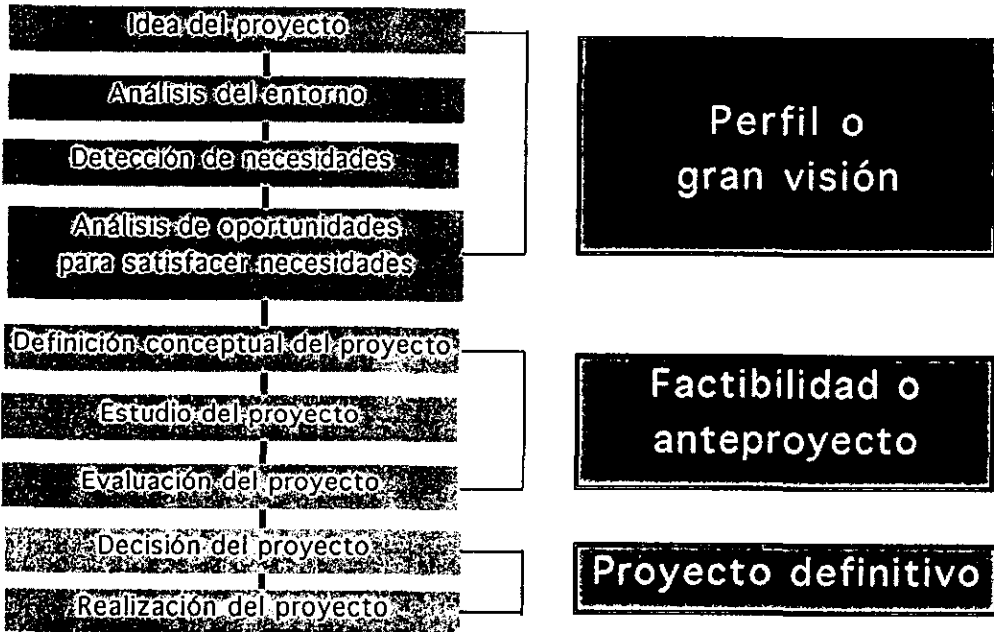 Idea del proyecto
Análisis del entorno
Detección de necesidades
Análisis de oportunidades
para satisfacer necesidades
Perfil o
gran visión
Definición conceptual del proyecto
Estudio del proyecto
Evaluación del proyecto
Factibilidad o
anteproyecto
Decisión del proyecto
Realización del proyecto
Proyecto definitivo